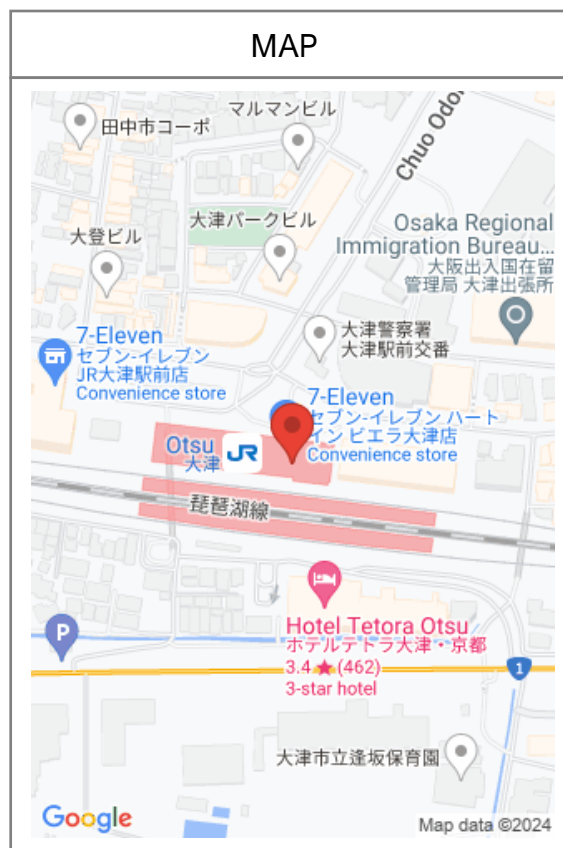 MAP
マルマンビル
田中市コーポ
Chuo Odor
大津パークビル
Osaka Regional
Immigration Bureau...
大阪出入国在留
管理局 大津出張所
大登ビル
大津警察署
大津駅前交番
7-Eleven
セブン-イレブン
JR大津駅前店
Convenience store
7-Eleven
セブン-イレブン ハート
イン ビエラ大津店
Convenience store
Otsu
大津
JR
琵琶湖線
Hotel Tetora Otsu
ホテルテトラ大津・京都
3.4★(462)
3-star hotel
P
1
大津市立逢坂保育園
Google
Map data ©2024